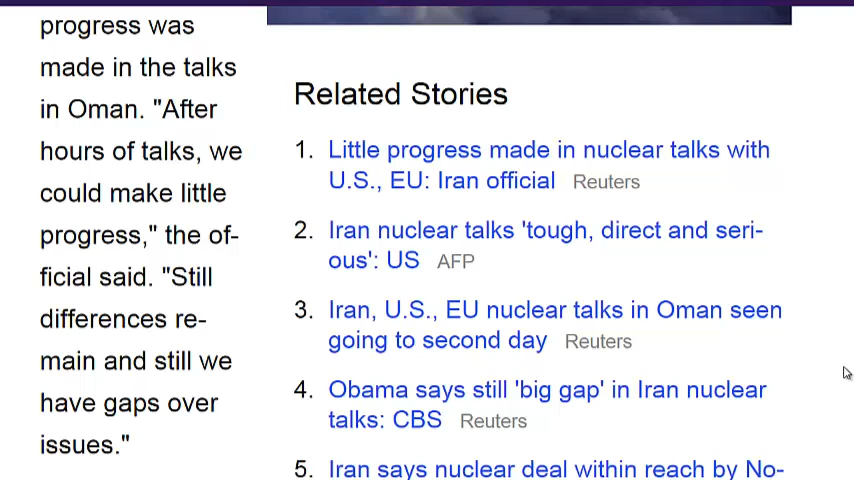 progress was
made in the talks
in Oman. "After
hours of talks, we
could make little
progress," the of-
ficial said. "Still
differences re-
main and still we
have gaps over
issues."
Related Stories
1. Little progress made in nuclear talks with
U.S., EU: Iran official Reuters
2. Iran nuclear talks 'tough, direct and seri-
ous': US AFP
3. Iran, U.S., EU nuclear talks in Oman seen
going to second day Reuters
4. Obama says still 'big gap' in Iran nuclear
talks: CBS Reuters
5. Iran says nuclear deal within reach by No-